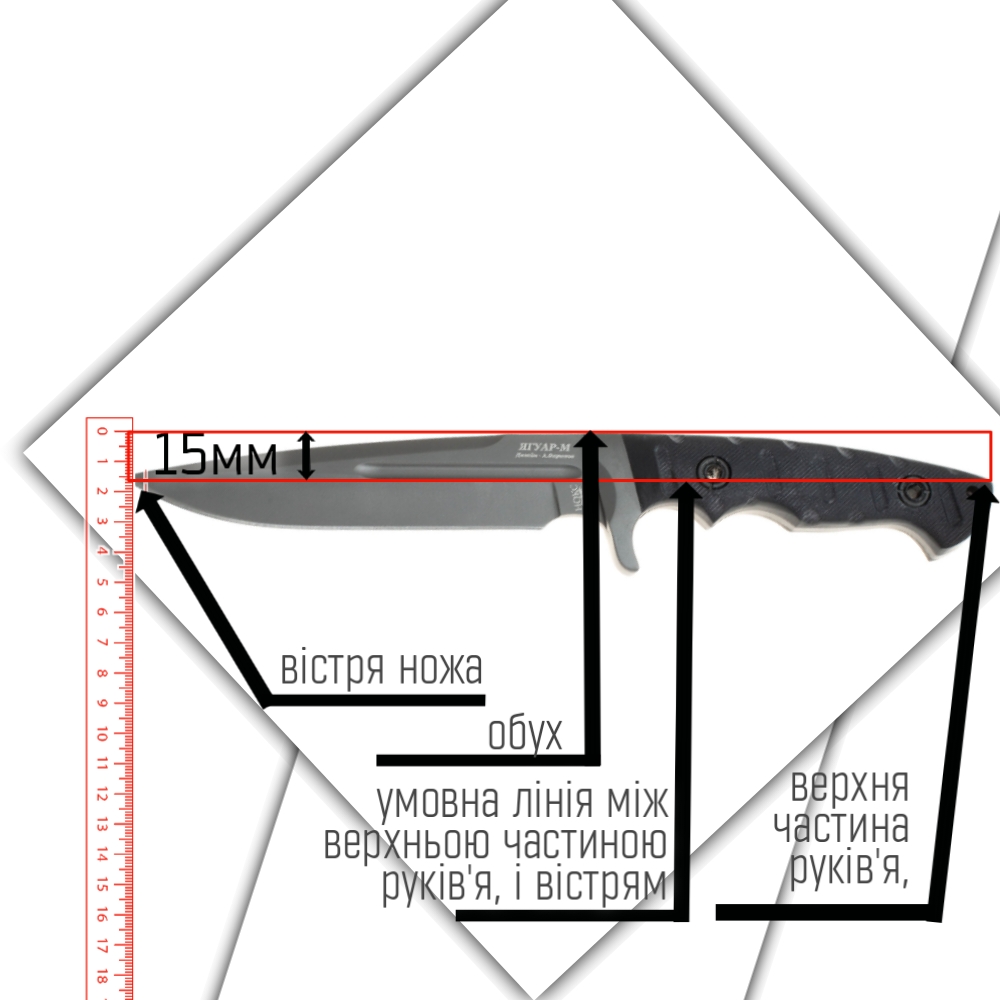 0
1
2
3
4
5
6
7
8
9
10
11
12
13
14
15
16
17
18
15мм
ЯГУАР-М
вістря ножа
обух
умовна лінія між
верхньою частиною
руків'я, і вістрям
верхня
частина
руків'я,